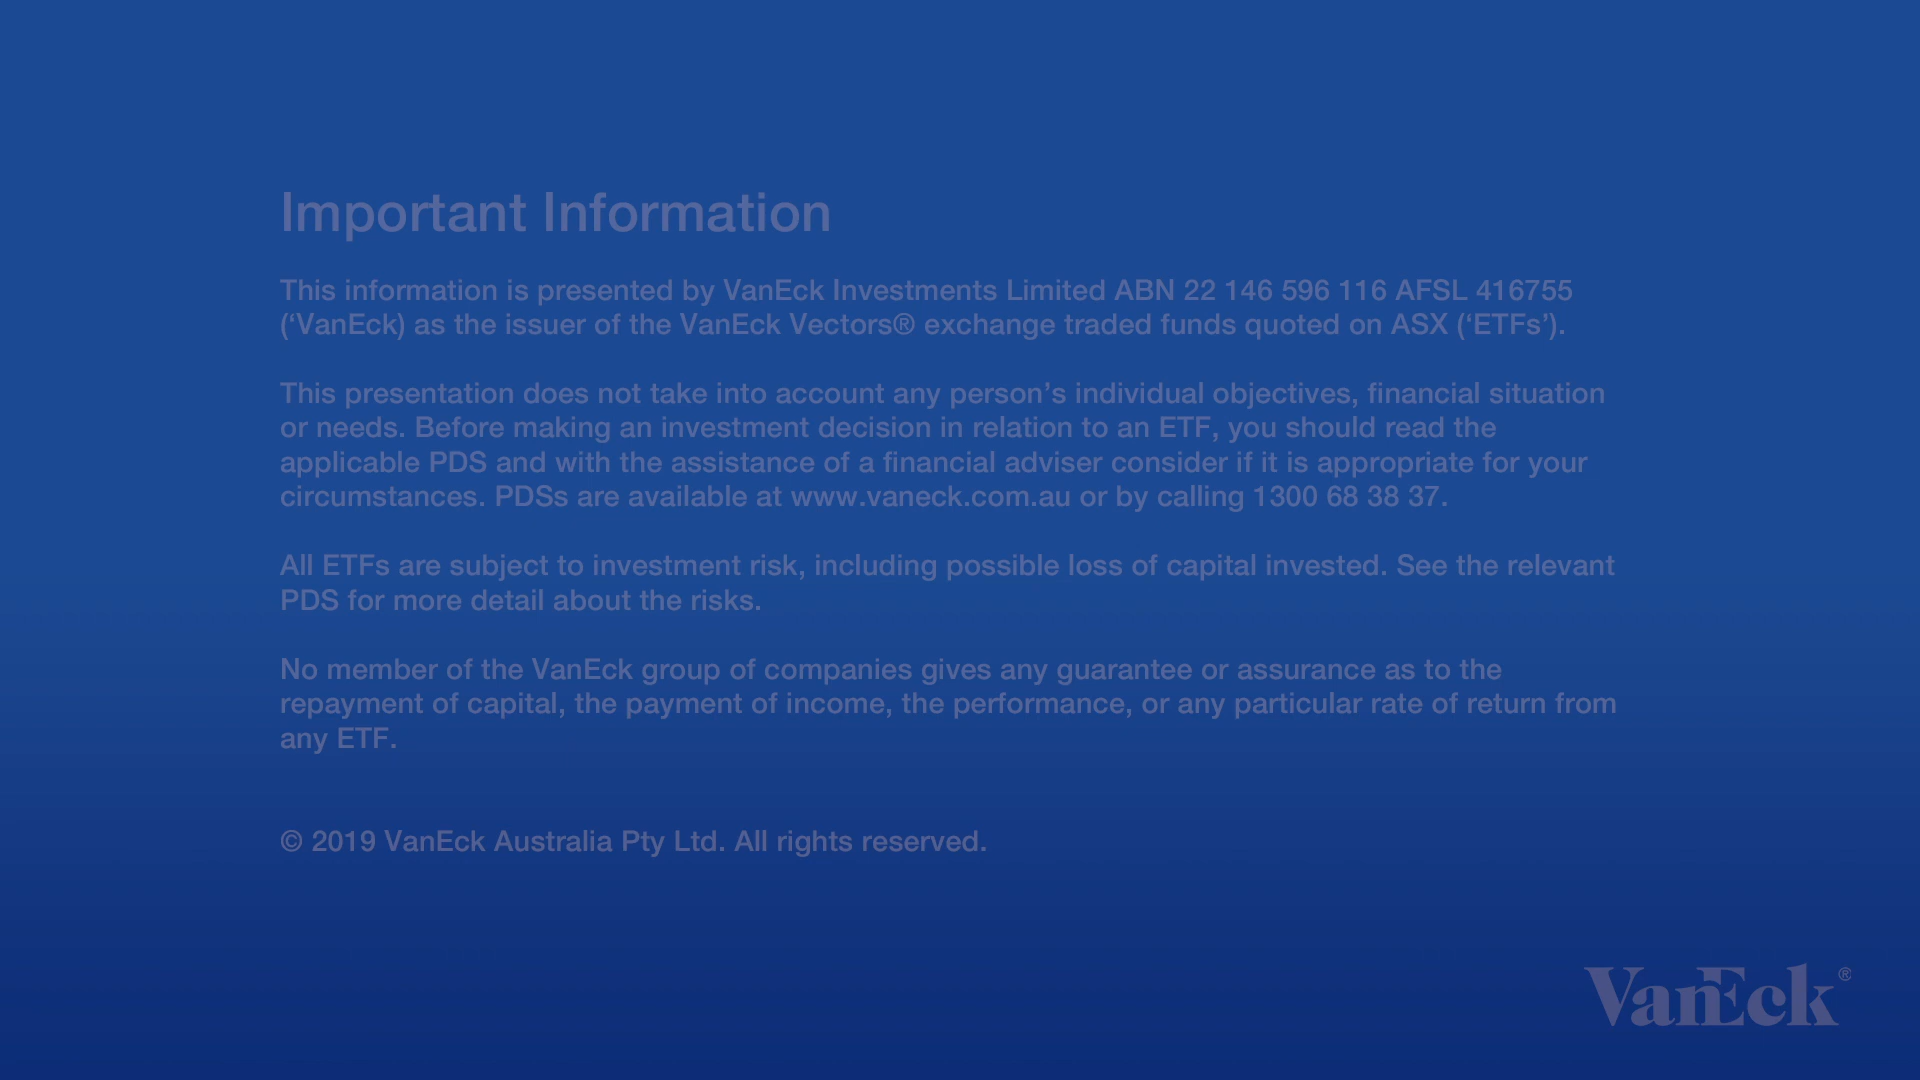 Important Information
This information is presented by VanEck Investments Limited ABN 22 146 596 116 AFSL 416755
(‘VanEck) as the issuer of the VanEck Vectors® exchange traded funds quoted on ASX (‘ETFs’).
This presentation does not take into account any person’s individual objectives, financial situation
or needs. Before making an investment decision in relation to an ETF, you should read the
applicable PDS and with the assistance of a financial adviser consider if it is appropriate for your
circumstances. PDSs are available at www.vaneck.com.au or by calling 1300 68 38 37.
All ETFs are subject to investment risk, including possible loss of capital invested. See the relevant
PDS for more detail about the risks.
No member of the VanEck group of companies gives any guarantee or assurance as to the
repayment of capital, the payment of income, the performance, or any particular rate of return from
any ETF.
© 2019 VanEck Australia Pty Ltd. All rights reserved.
VanEck®